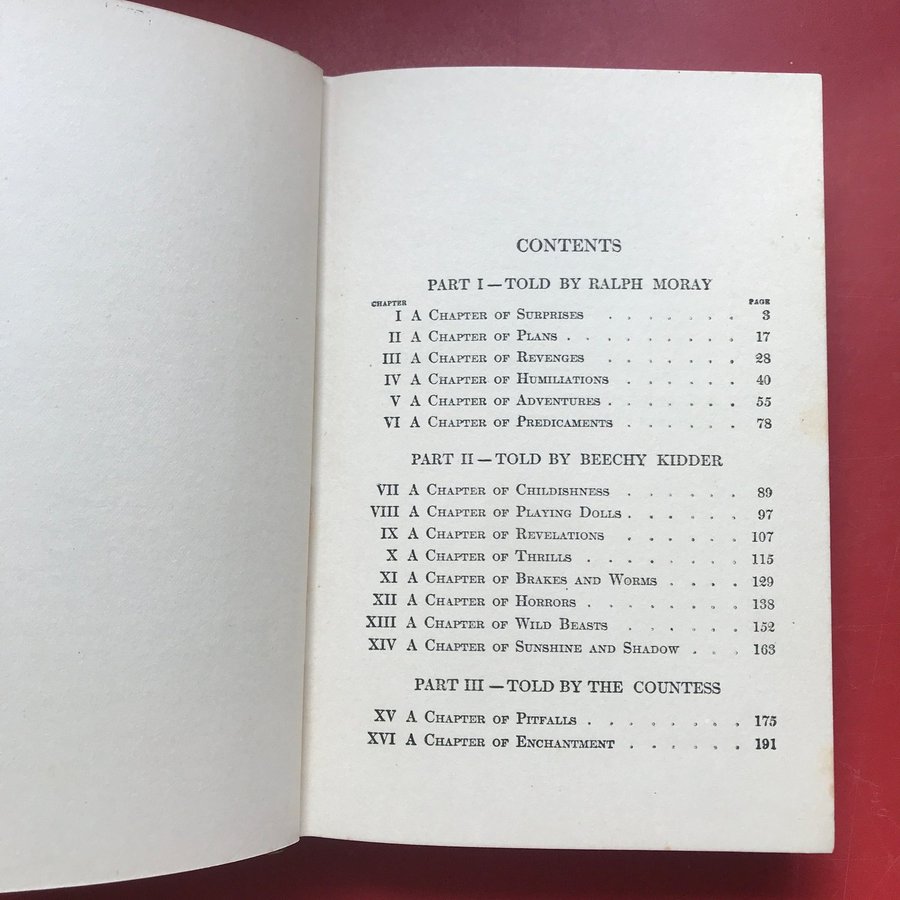 CONTENTS
PART I—TOLD BY RALPH MORAY
CHAPTER PAGE
I A Chapter of Surprises . . . . . . . 3
II A Chapter of Plans . . . . . . . . . 17
III A Chapter of Revenges . . . . . . . 28
IV A Chapter of Humiliations . . . . . . 40
V A Chapter of Adventures . . . . . . . 55
VI A Chapter of Predicaments . . . . . . 78
PART II—TOLD BY BEECHY KIDDER
VII A Chapter of Childishness . . . . . . 89
VIII A Chapter of Playing Dolls . . . . . . 97
IX A Chapter of Revelations . . . . . . 107
X A Chapter of Thrills . . . . . . . . 115
XI A Chapter of Brakes and Worms . . . . 129
XII A Chapter of Horrors . . . . . . . . 138
XIII A Chapter of Wild Beasts . . . . . . 152
XIV A Chapter of Sunshine and Shadow . . . 163
PART III—TOLD BY THE COUNTESS
XV A Chapter of Pitfalls . . . . . . . . 175
XVI A Chapter of Enchantment . . . . . . 191